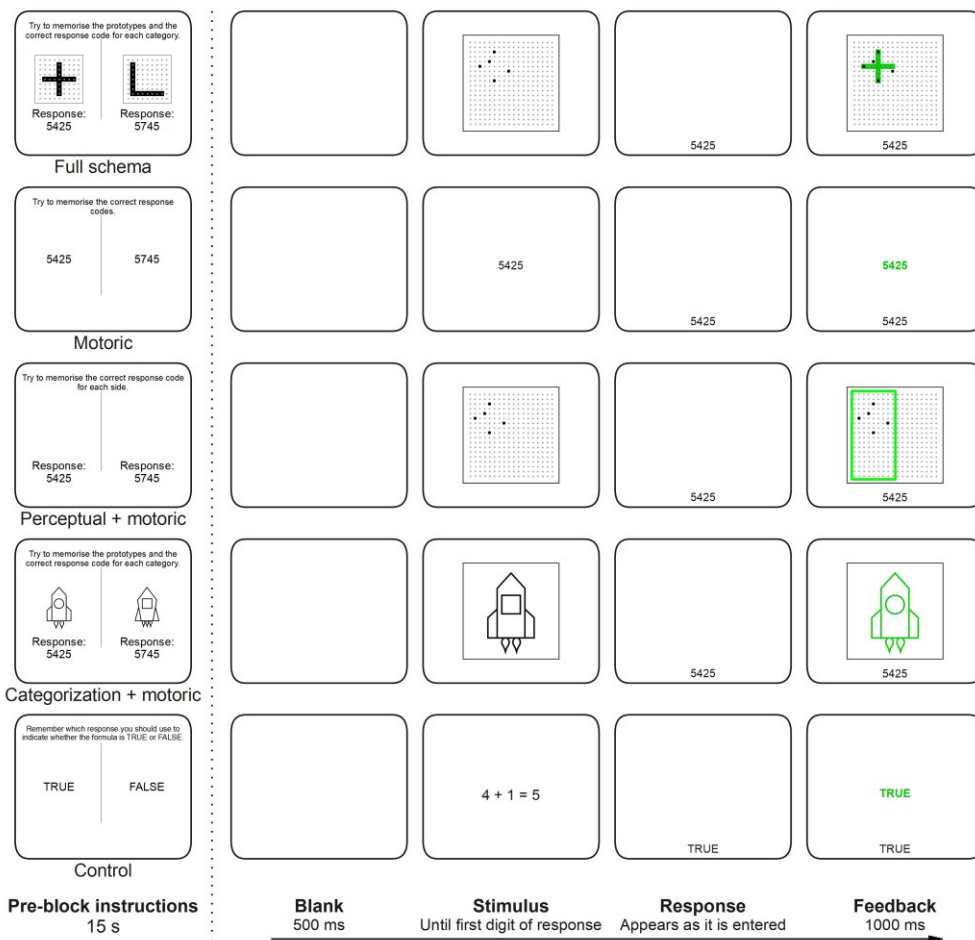 Try to memorise the prototypes and the
correct response code for each category.
Response:
5425
Response:
5745
5425
5425
Full schema
Try to memorise the correct response
codes.
5425
5745
5425
5425
5425
5425
Motoric
Try to memorise the correct response code
for each side.
Response:
5425
Response:
5745
5425
5425
Perceptual + motoric
Try to memorise the prototypes and the
correct response code for each category.
Response:
5425
Response:
5745
5425
5425
Categorization + motoric
Remember which response you should use to
indicate whether the formula is TRUE or FALSE.
TRUE
FALSE
4 + 1 = 5
TRUE
TRUE
TRUE
Control
Pre-block instructions
15 s
Blank
500 ms
Stimulus
Until first digit of response
Response
Appears as it is entered
Feedback
1000 ms